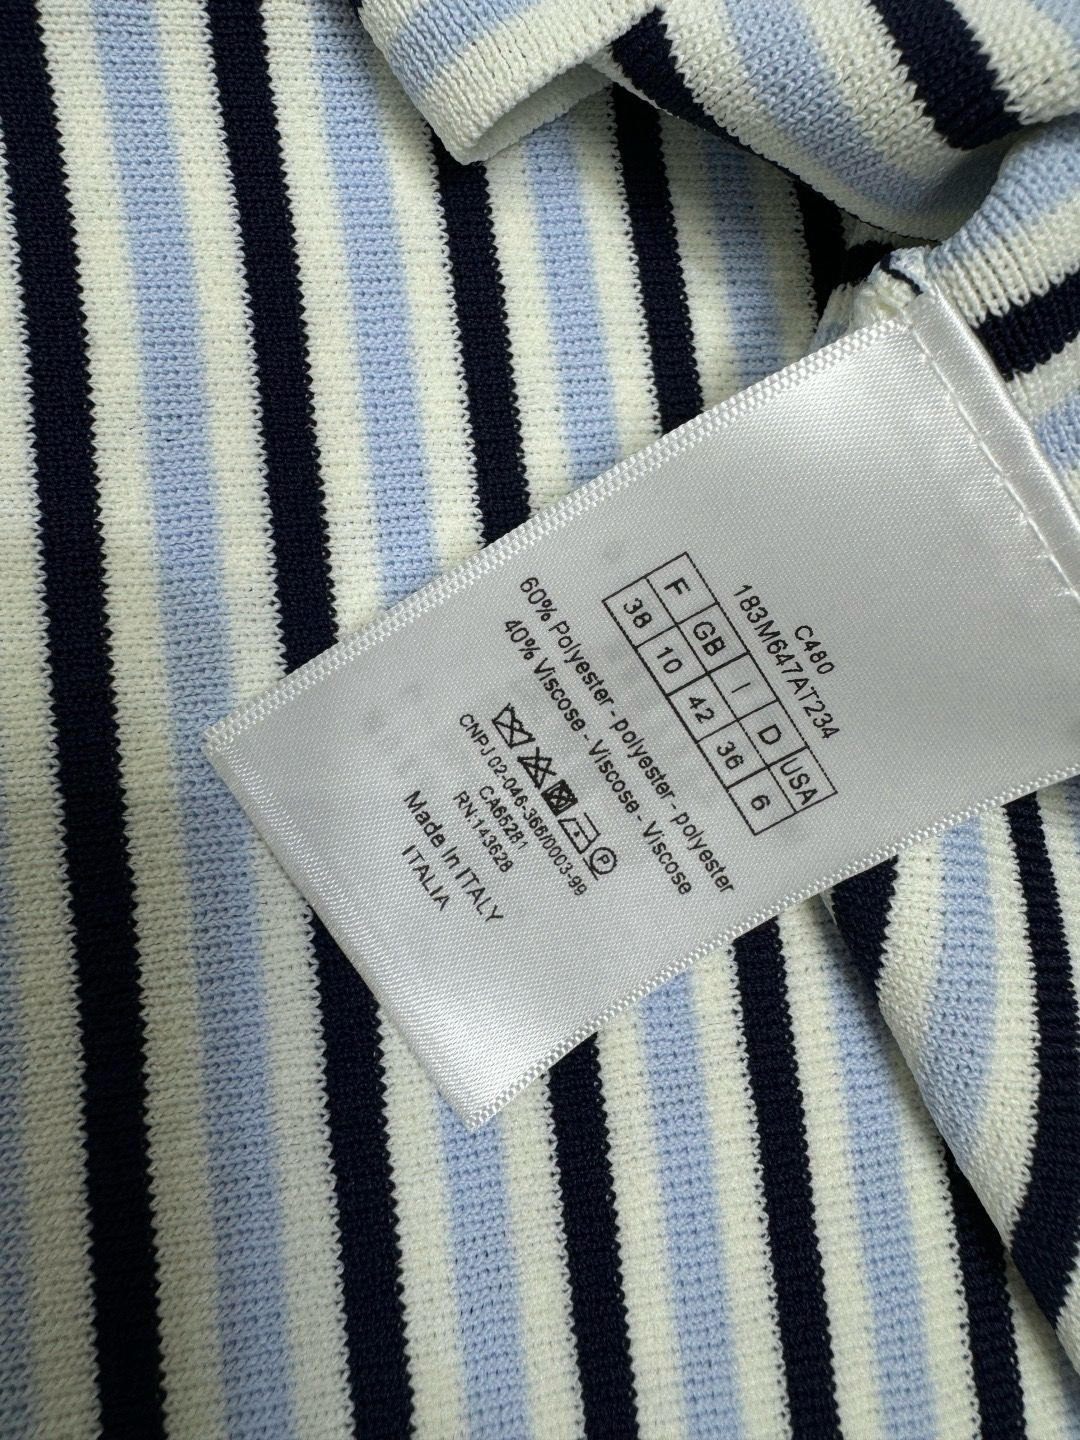 C480
183M647AT234
F GB I D USA
38 10 42 36 6
60% Polyester - polyester - polyester
40% Viscose - Viscose - Viscose
P
CNPJ 02-046-366/0003-99
CA65281
RN:143628
Made in ITALY
ITALIA